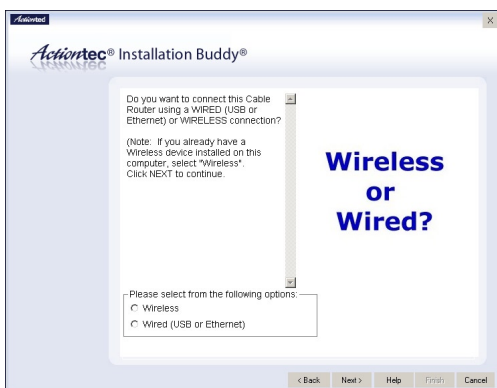 Actiontec
Actiontec® Installation Buddy®
Do you want to connect this Cable
Router using a WIRED (USB or
Ethernet) or WIRELESS connection?
(Note: If you already have a
Wireless device installed on this
computer, select "Wireless".
Click NEXT to continue.
Wireless
or
Wired?
Please select from the following options:
Wireless
Wired (USB or Ethernet)
< Back Next > Help Finish Cancel